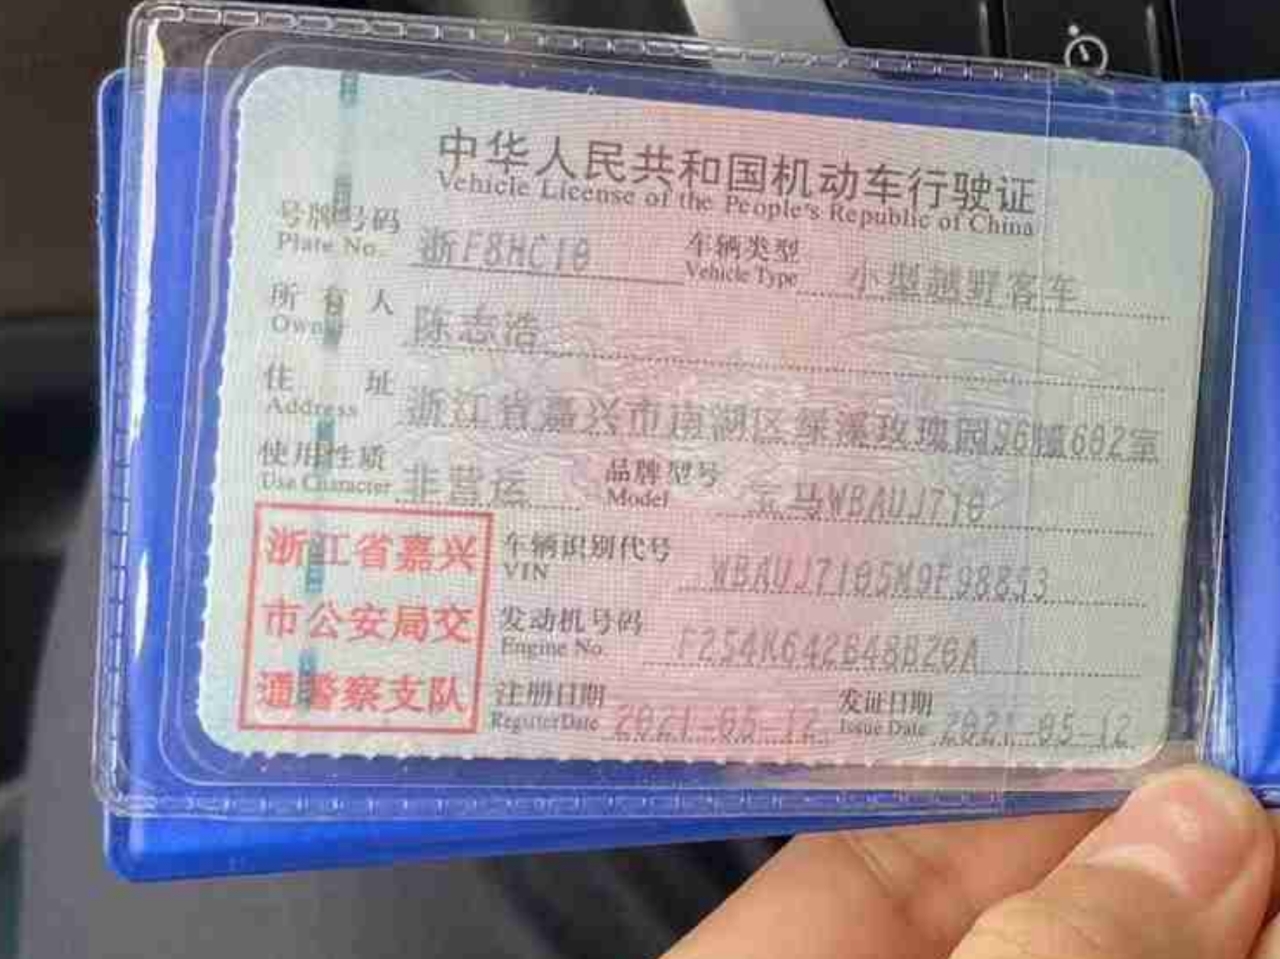 中华人民共和国机动车行驶证
Vehicle License of the People's Republic of China
号牌号码 浙F8HC10 车辆类型 小型越野客车
Plate No. Vehicle Type
所有人 陈志浩
Owner
住址 浙江省嘉兴市南湖区绿溪玫瑰园96幢602室
Address
使用性质 非营运 品牌型号 宝马WBAUJ710
Use Character Model
浙江省嘉兴
市公安局交
通警察支队
车辆识别代号
VIN
发动机号码
Engine No.
注册日期 2021-05-12 发证日期 2021-05-12
Register Date Issue Date